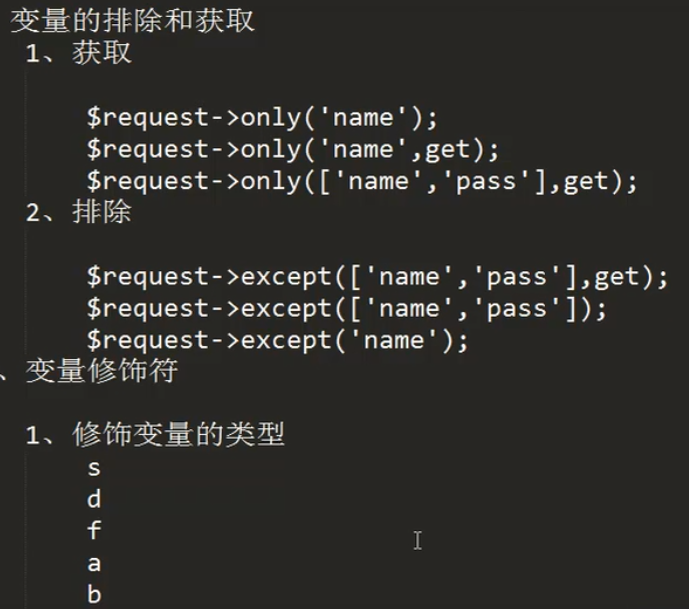 变量的排除和获取
1、获取
$request->only('name');
$request->only('name',get);
$request->only(['name','pass'],get);
2、排除
$request->except(['name','pass'],get);
$request->except(['name','pass']);
$request->except('name');
、变量修饰符
1、修饰变量的类型
s
d
f
a
b